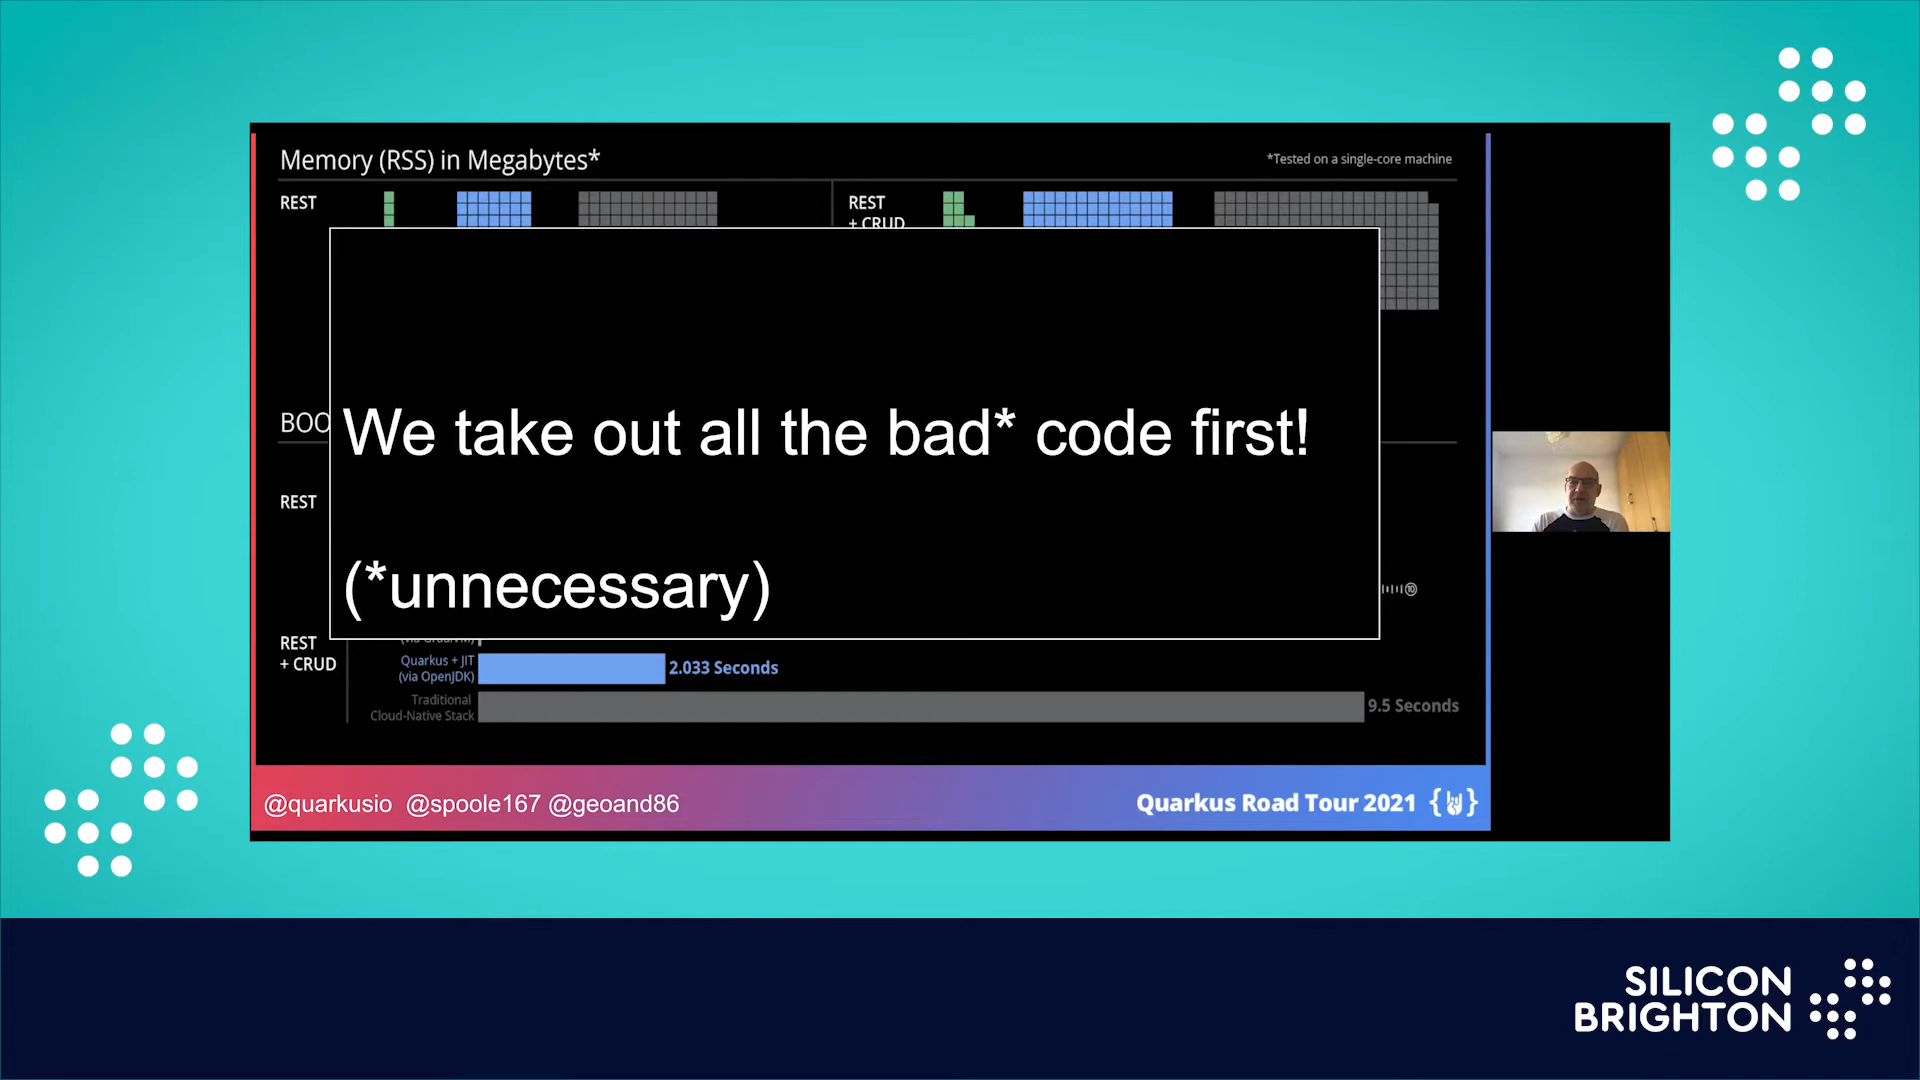 Memory (RSS) in Megabytes*
*Tested on a single-core machine
REST
REST
+ CRUD
BOO
We take out all the bad* code first!
(*unnecessary)
REST
REST
+ CRUD
Quarkus + JIT
(via OpenJDK)
2.033 Seconds
Traditional
Cloud-Native Stack
9.5 Seconds
@quarkusio @spoole167 @geoand86
Quarkus Road Tour 2021
SILICON
BRIGHTON